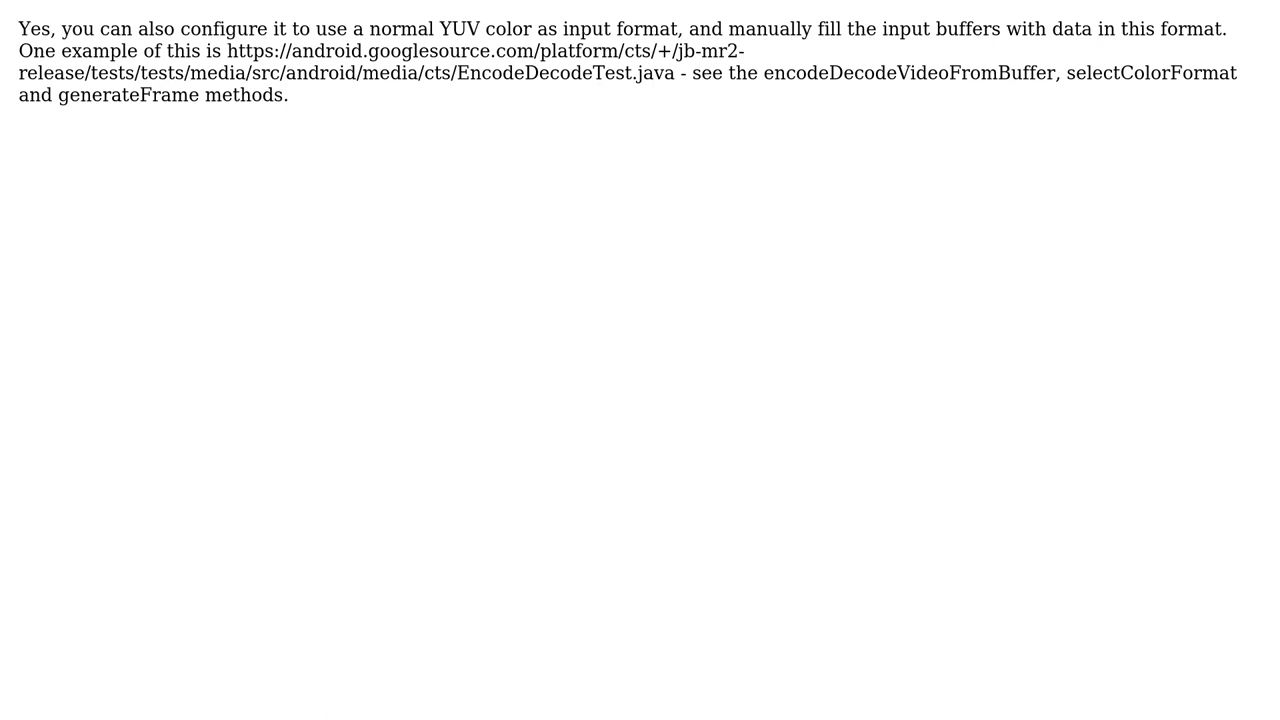 Yes, you can also configure it to use a normal YUV color as input format, and manually fill the input buffers with data in this format.
One example of this is https://android.googlesource.com/platform/cts/+/jb-mr2-
release/tests/tests/media/src/android/media/cts/EncodeDecodeTest.java - see the encodeDecodeVideoFromBuffer, selectColorFormat
and generateFrame methods.